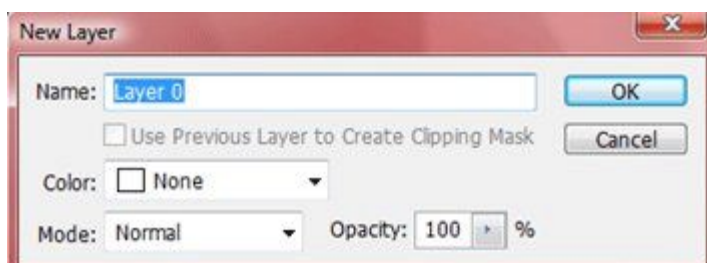 New Layer
Name: Layer 0 OK
Use Previous Layer to Create Clipping Mask Cancel
Color: None
Mode: Normal Opacity: 100 %